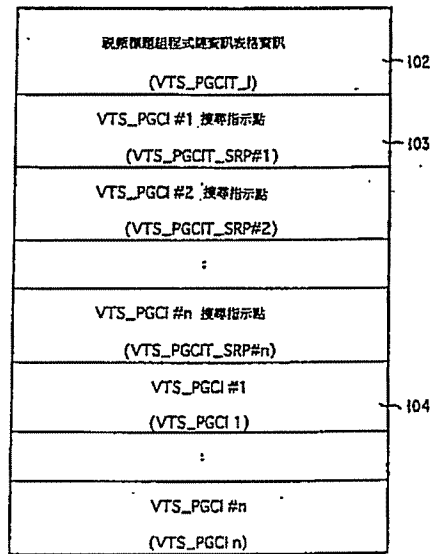 視頻標題組程式鏈資訊表格資訊
(VTS_PGCIT_I)
102
VTS_PGCI #1 搜尋指示點
(VTS_PGCIT_SRP#1)
103
VTS_PGCI #2 搜尋指示點
(VTS_PGCIT_SRP#2)
:
VTS_PGCI #n 搜尋指示點
(VTS_PGCIT_SRP#n)
VTS_PGCI #1
(VTS_PGCI 1)
104
:
VTS_PGCI #n
(VTS_PGCI n)